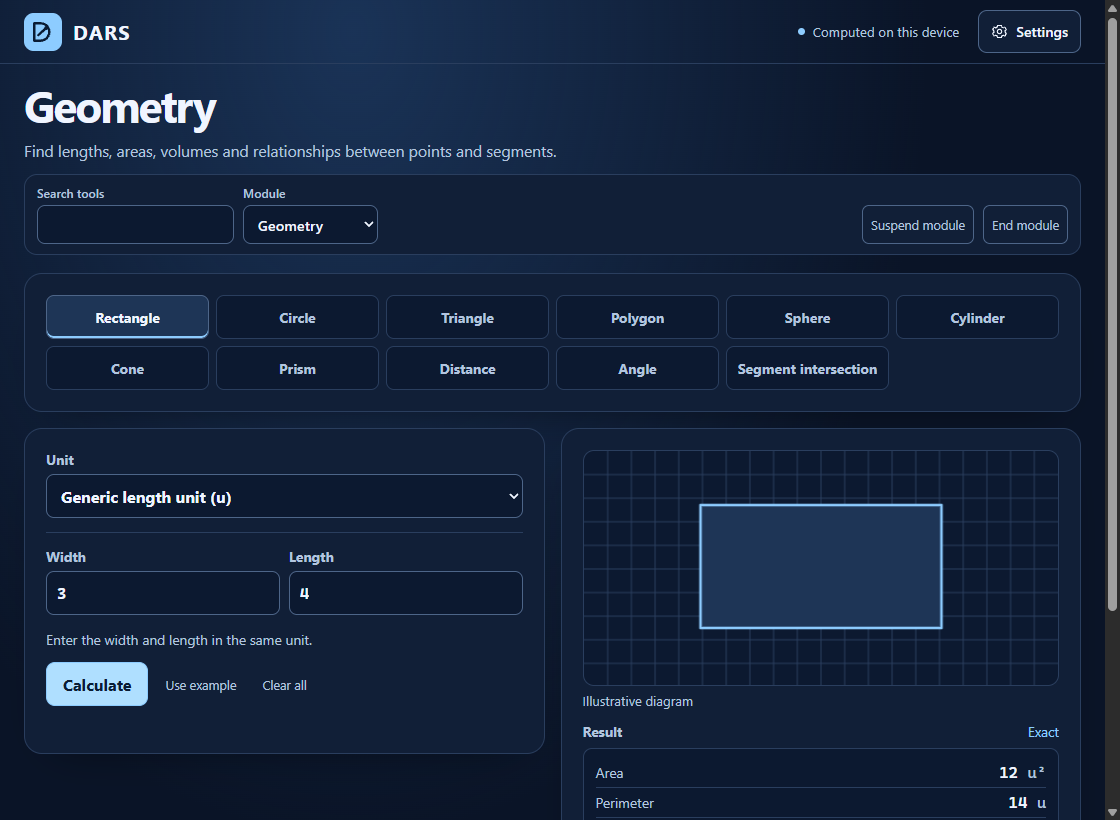 DARS
Computed on this device
Settings
Geometry
Find lengths, areas, volumes and relationships between points and segments.
Search tools
Module
Geometry
Suspend module
End module
Rectangle
Circle
Triangle
Polygon
Sphere
Cylinder
Cone
Prism
Distance
Angle
Segment intersection
Unit
Generic length unit (u)
Width
Length
3
4
Enter the width and length in the same unit.
Calculate
Use example
Clear all
Illustrative diagram
Result
Exact
Area
12 u²
Perimeter
14 u